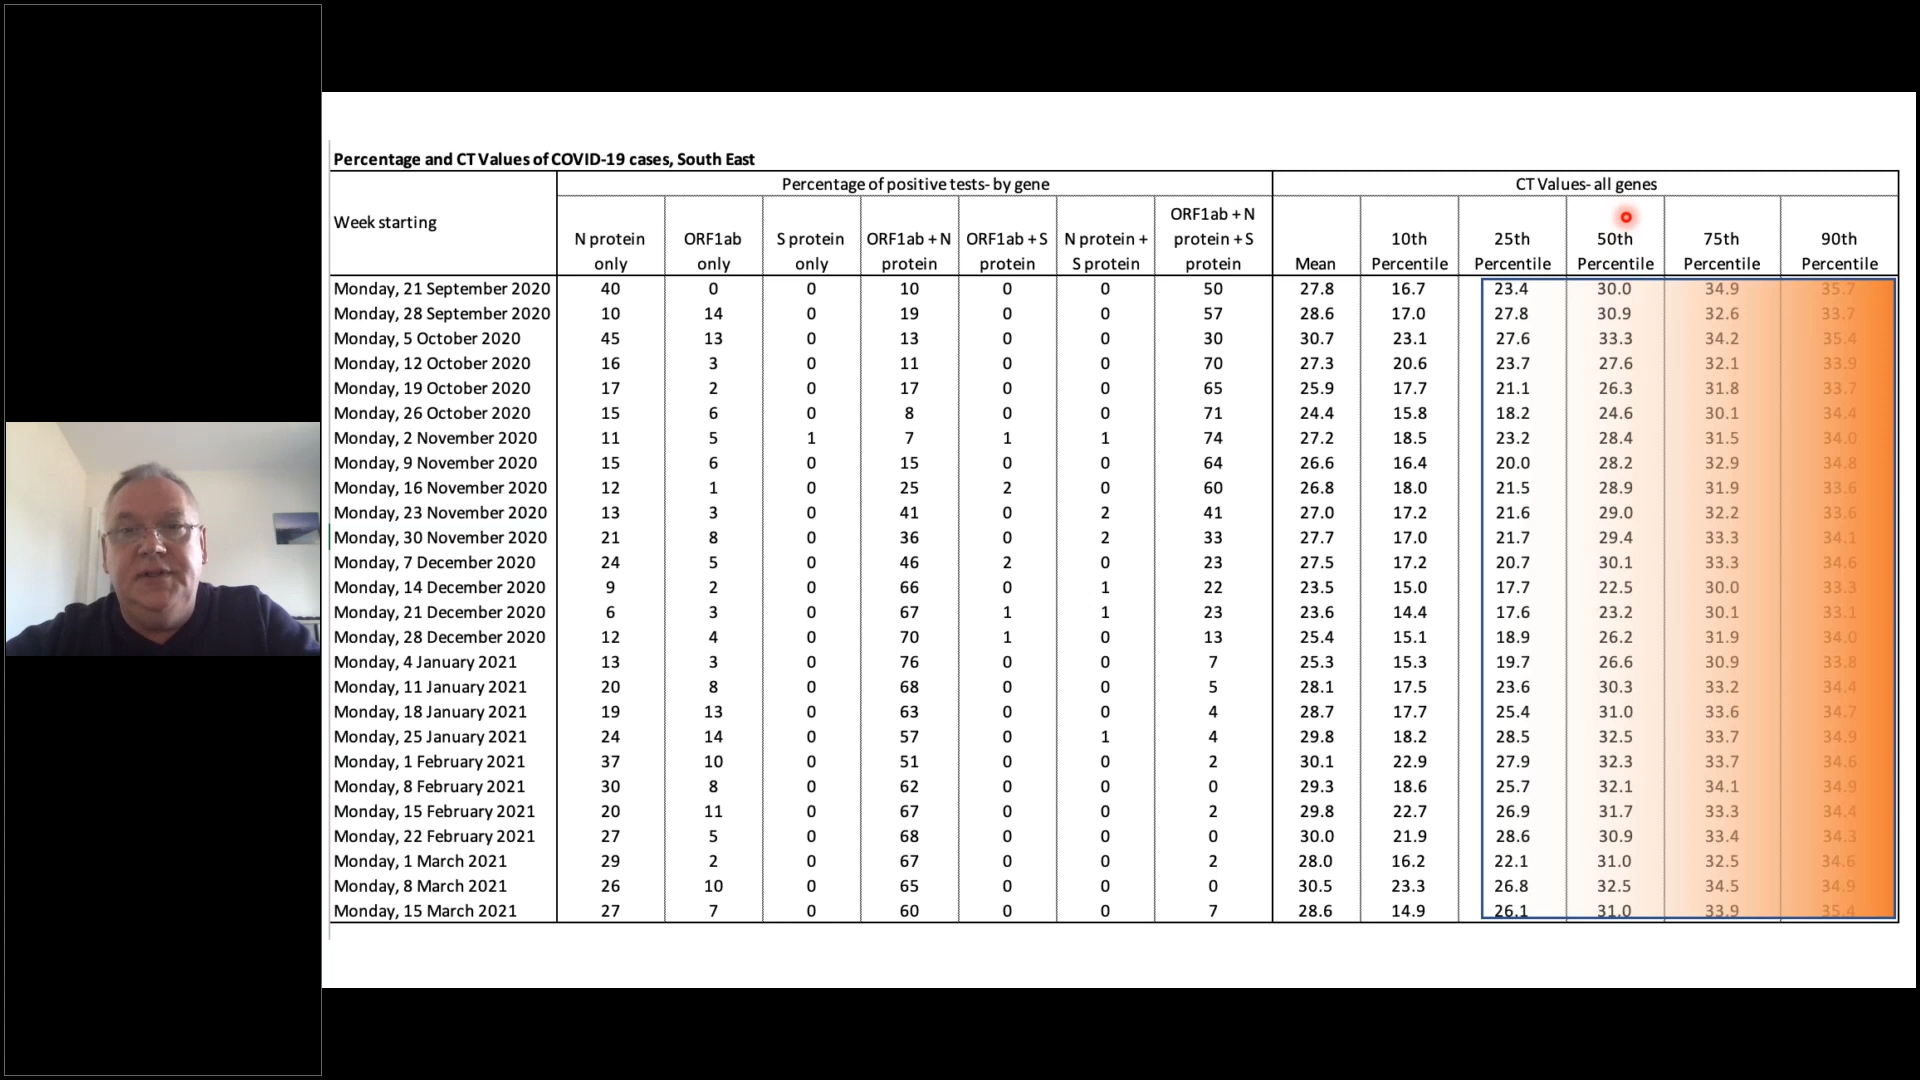 Percentage and CT Values of COVID-19 cases, South East
Percentage of positive tests- by gene CT Values- all genes
Week starting
N protein only ORF1ab only S protein only ORF1ab + N protein ORF1ab + S protein N protein + S protein ORF1ab + N protein + S protein Mean 10th Percentile 25th Percentile 50th Percentile 75th Percentile 90th Percentile
Monday, 21 September 2020 40 0 0 10 0 0 50 27.8 16.7 23.4 30.0 34.9 35.7
Monday, 28 September 2020 10 14 0 19 0 0 57 28.6 17.0 27.8 30.9 32.6 33.7
Monday, 5 October 2020 45 13 0 13 0 0 30 30.7 23.1 27.6 33.3 34.2 35.4
Monday, 12 October 2020 16 3 0 11 0 0 70 27.3 20.6 23.7 27.6 32.1 33.9
Monday, 19 October 2020 17 2 0 17 0 0 65 25.9 17.7 21.1 26.3 31.8 33.7
Monday, 26 October 2020 15 6 0 8 0 0 71 24.4 15.8 18.2 24.6 30.1 34.4
Monday, 2 November 2020 11 5 1 7 1 1 74 27.2 18.5 23.2 28.4 31.5 34.0
Monday, 9 November 2020 15 6 0 15 0 0 64 26.6 16.4 20.0 28.2 32.9 34.8
Monday, 16 November 2020 12 1 0 25 2 0 60 26.8 18.0 21.5 28.9 31.9 33.6
Monday, 23 November 2020 13 3 0 41 0 2 41 27.0 17.2 21.6 29.0 32.2 33.6
Monday, 30 November 2020 21 8 0 36 0 2 33 27.7 17.0 21.7 29.4 33.3 34.1
Monday, 7 December 2020 24 5 0 46 2 0 23 27.5 17.2 20.7 30.1 33.3 34.6
Monday, 14 December 2020 9 2 0 66 0 1 22 23.5 15.0 17.7 22.5 30.0 33.3
Monday, 21 December 2020 6 3 0 67 1 1 23 23.6 14.4 17.6 23.2 30.1 33.1
Monday, 28 December 2020 12 4 0 70 1 0 13 25.4 15.1 18.9 26.2 31.9 34.0
Monday, 4 January 2021 13 3 0 76 0 0 7 25.3 15.3 19.7 26.6 30.9 33.8
Monday, 11 January 2021 20 8 0 68 0 0 5 28.1 17.5 23.6 30.3 33.2 34.4
Monday, 18 January 2021 19 13 0 63 0 0 4 28.7 17.7 25.4 31.0 33.6 34.7
Monday, 25 January 2021 24 14 0 57 0 1 4 29.8 18.2 28.5 32.5 33.7 34.9
Monday, 1 February 2021 37 10 0 51 0 0 2 30.1 22.9 27.9 32.3 33.7 34.6
Monday, 8 February 2021 30 8 0 62 0 0 0 29.3 18.6 25.7 32.1 34.1 34.9
Monday, 15 February 2021 20 11 0 67 0 0 2 29.8 22.7 26.9 31.7 33.3 34.4
Monday, 22 February 2021 27 5 0 68 0 0 0 30.0 21.9 28.6 30.9 33.4 34.3
Monday, 1 March 2021 29 2 0 67 0 0 2 28.0 16.2 22.1 31.0 32.5 34.6
Monday, 8 March 2021 26 10 0 65 0 0 0 30.5 23.3 26.8 32.5 34.5 34.9
Monday, 15 March 2021 27 7 0 60 0 0 7 28.6 14.9 26.1 31.0 33.9 35.4